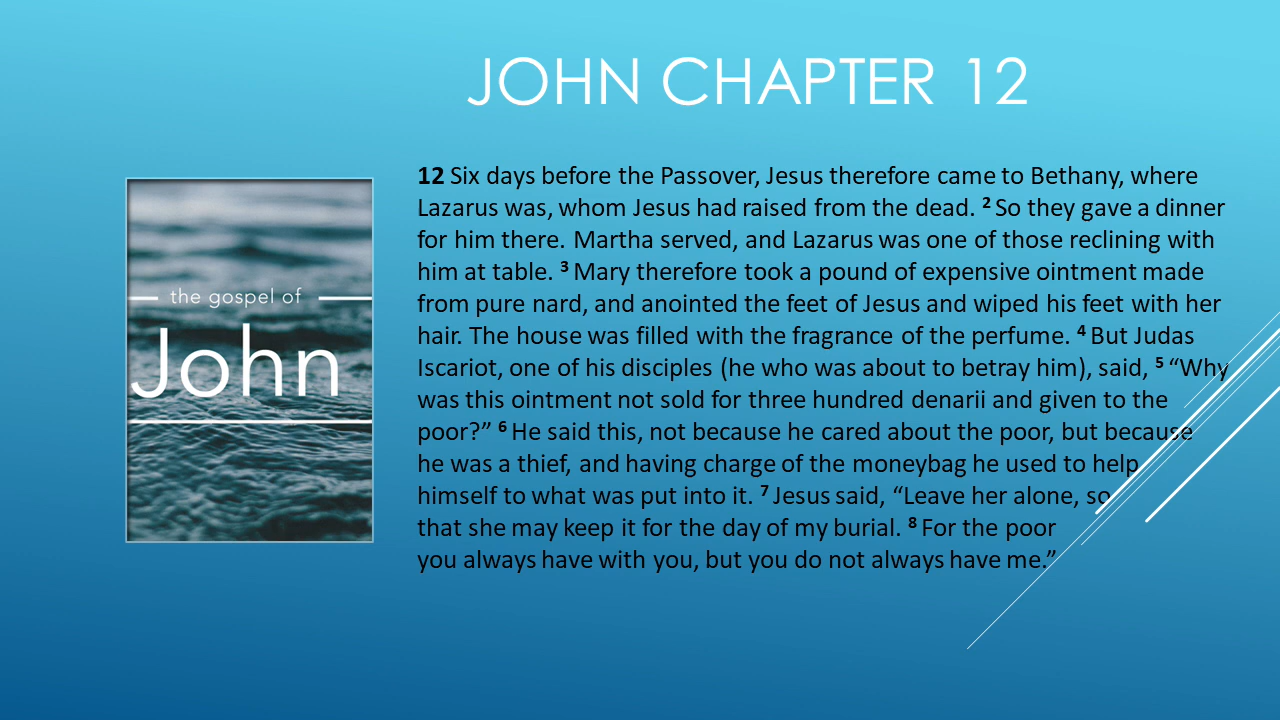 JOHN CHAPTER 12
the gospel of
John
12 Six days before the Passover, Jesus therefore came to Bethany, where
Lazarus was, whom Jesus had raised from the dead. 2 So they gave a dinner
for him there. Martha served, and Lazarus was one of those reclining with
him at table. 3 Mary therefore took a pound of expensive ointment made
from pure nard, and anointed the feet of Jesus and wiped his feet with her
hair. The house was filled with the fragrance of the perfume. 4 But Judas
Iscariot, one of his disciples (he who was about to betray him), said, 5 “Why
was this ointment not sold for three hundred denarii and given to the
poor?” 6 He said this, not because he cared about the poor, but because
he was a thief, and having charge of the moneybag he used to help
himself to what was put into it. 7 Jesus said, “Leave her alone, so
that she may keep it for the day of my burial. 8 For the poor
you always have with you, but you do not always have me.”